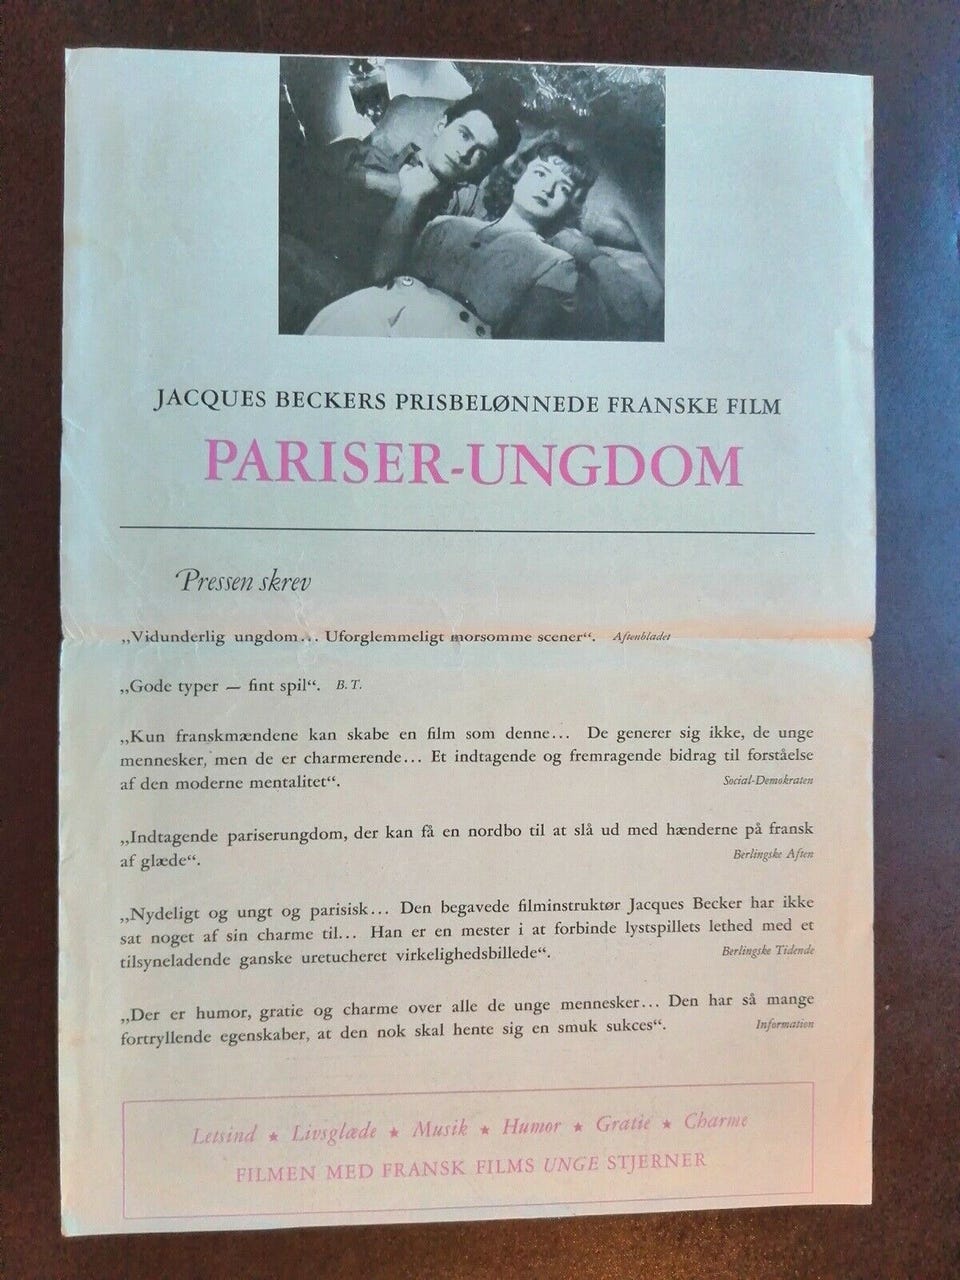 JACQUES BECKERS PRISBELØNNEDE FRANSKE FILM
PARISER-UNGDOM
Pressen skrev
„Vidunderlig ungdom... Uforglemmeligt morsomme scener“. Aftenbladet
„Gode typer — fint spil“. B. T.
„Kun franskmændene kan skabe en film som denne... De generer sig ikke, de unge
mennesker, men de er charmerende... Et indtagende og fremragende bidrag til forståelse
af den moderne mentalitet“. Social-Demokraten
„Indtagende pariserungdom, der kan få en nordbo til at slå ud med hænderne på fransk
af glæde“. Berlingske Aften
„Nydeligt og ungt og parisisk... Den begavede filminstruktør Jacques Becker har ikke
sat noget af sin charme til... Han er en mester i at forbinde lystspillets lethed med et
tilsyneladende ganske uretucheret virkelighedsbillede“. Berlingske Tidende
„Der er humor, gratie og charme over alle de unge mennesker... Den har så mange
fortryllende egenskaber, at den nok skal hente sig en smuk sukces“. Information
Letsind ★ Livsglæde ★ Musik ★ Humor ★ Gratie ★ Charme
FILMEN MED FRANSK FILMS UNGE STJERNER